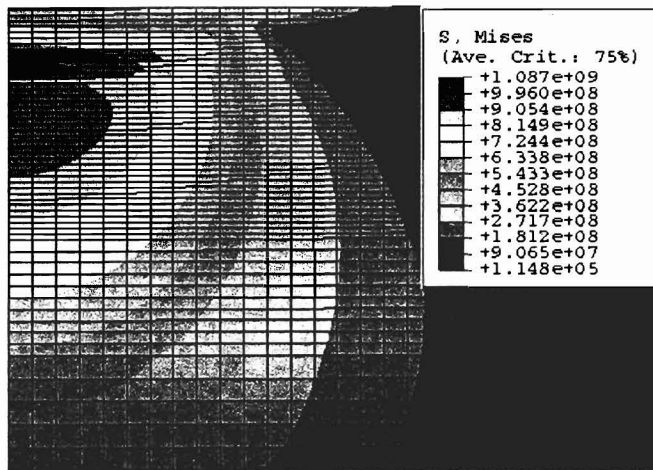 S, Mises
(Ave. Crit.: 75%)
+1.087e+09
+9.960e+08
+9.054e+08
+8.149e+08
+7.244e+08
+6.338e+08
+5.433e+08
+4.528e+08
+3.622e+08
+2.717e+08
+1.812e+08
+9.065e+07
+1.148e+05